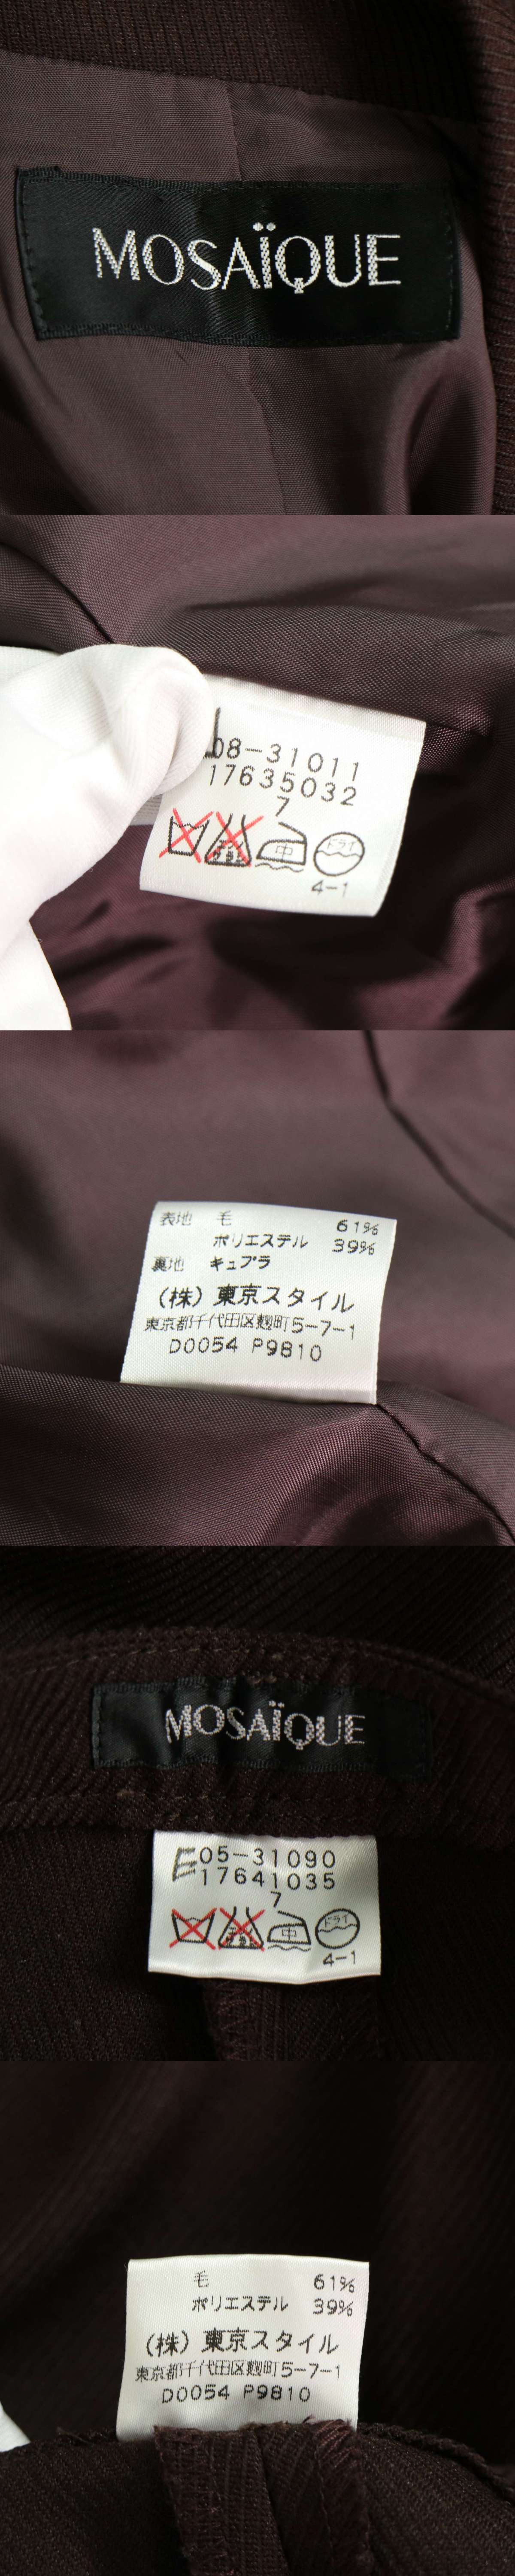 MOSAÏQUE
08-31011
17635032
7
中 ドライ
4-1
表地 毛 61%
ポリエステル 39%
裏地 キュプラ
(株) 東京スタイル
東京都千代田区麹町5-7-1
D0054 P9810
MOSAÏQUE
E05-31090
17641035
7
中 ドライ
4-1
毛 61%
ポリエステル 39%
(株) 東京スタイル
東京都千代田区麹町5-7-1
D0054 P9810